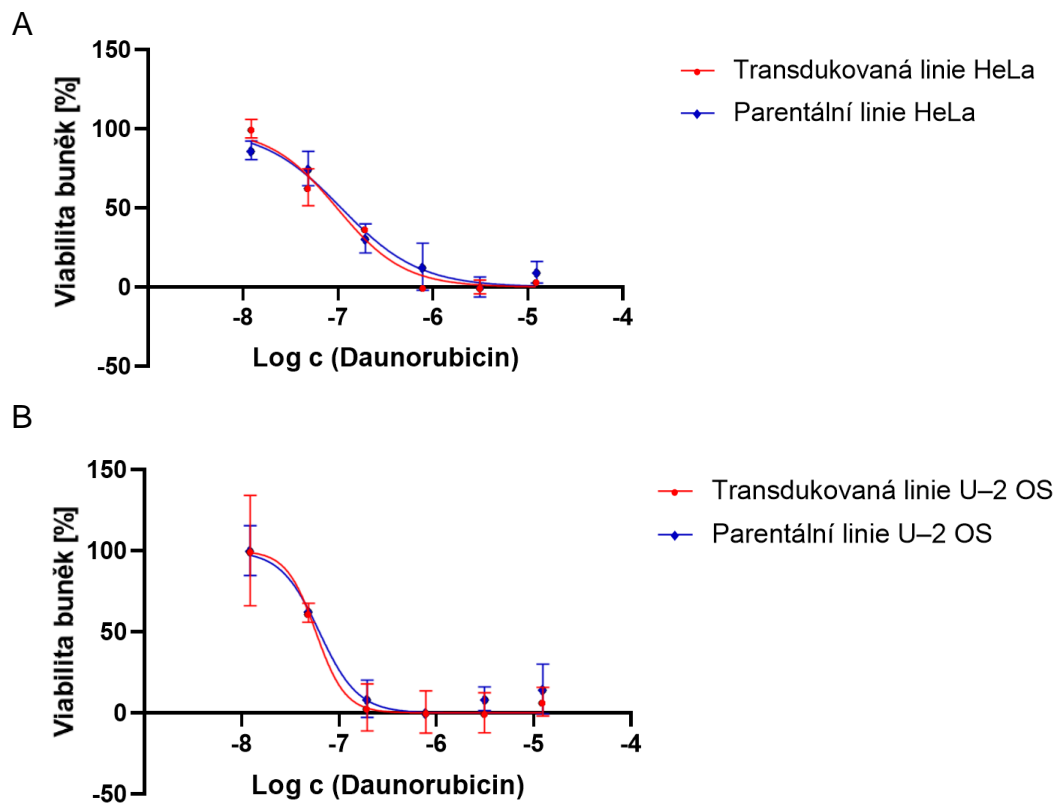 A
150
100
50
0
-50
Viabilita buněk [%]
-8 -7 -6 -5 -4
Log c (Daunorubicin)
Transdukovaná linie HeLa
Parentální linie HeLa
B
150
100
50
0
-50
Viabilita buněk [%]
-8 -7 -6 -5 -4
Log c (Daunorubicin)
Transdukovaná linie U–2 OS
Parentální linie U–2 OS